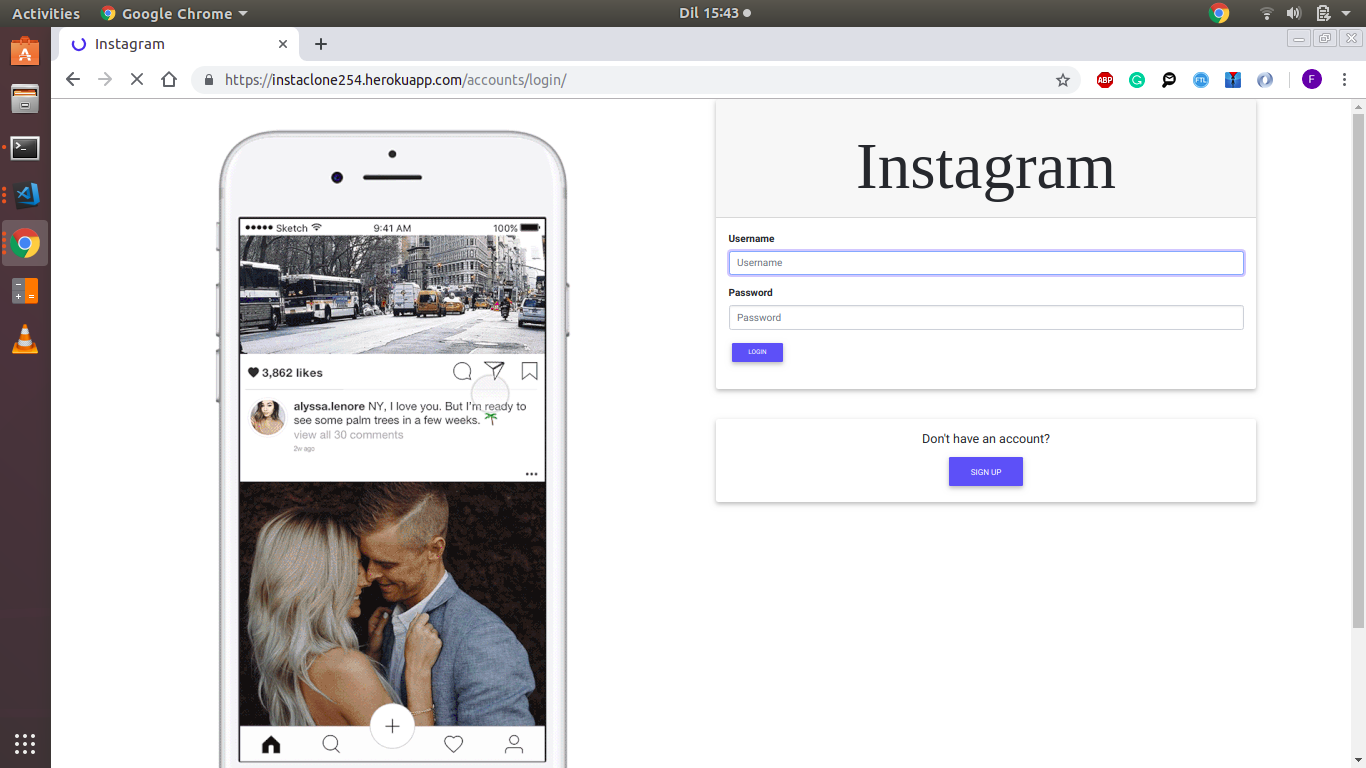 Activities
Google Chrome
Dil 15:43
Instagram
https://instaclone254.herokuapp.com/accounts/login/
ABP
FTL
F
Sketch
9:41 AM
100%
3,862 likes
alyssa.lenore NY, I love you. But I'm ready to
see some palm trees in a few weeks.
view all 30 comments
2w ago
Instagram
Username
Username
Password
Password
LOGIN
Don't have an account?
SIGN UP